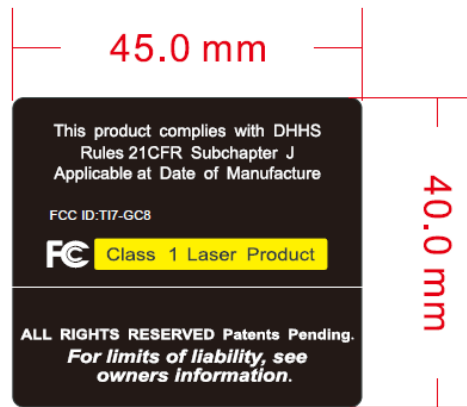 45.0 mm
This product complies with DHHS
Rules 21CFR Subchapter J
Applicable at Date of Manufacture
FCC ID:TI7-GC8
FC Class 1 Laser Product
ALL RIGHTS RESERVED Patents Pending.
For limits of liability, see
owners information.
40.0 mm